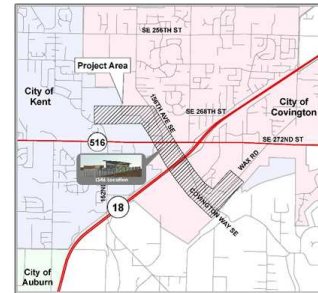 SE 256TH ST
Project Area
City of
Kent
156TH AVE SE
SE 268TH ST
City of
Covington
516
SE 272ND ST
WAX RD
Location
18
COVINGTON WAY SE
City of
Auburn